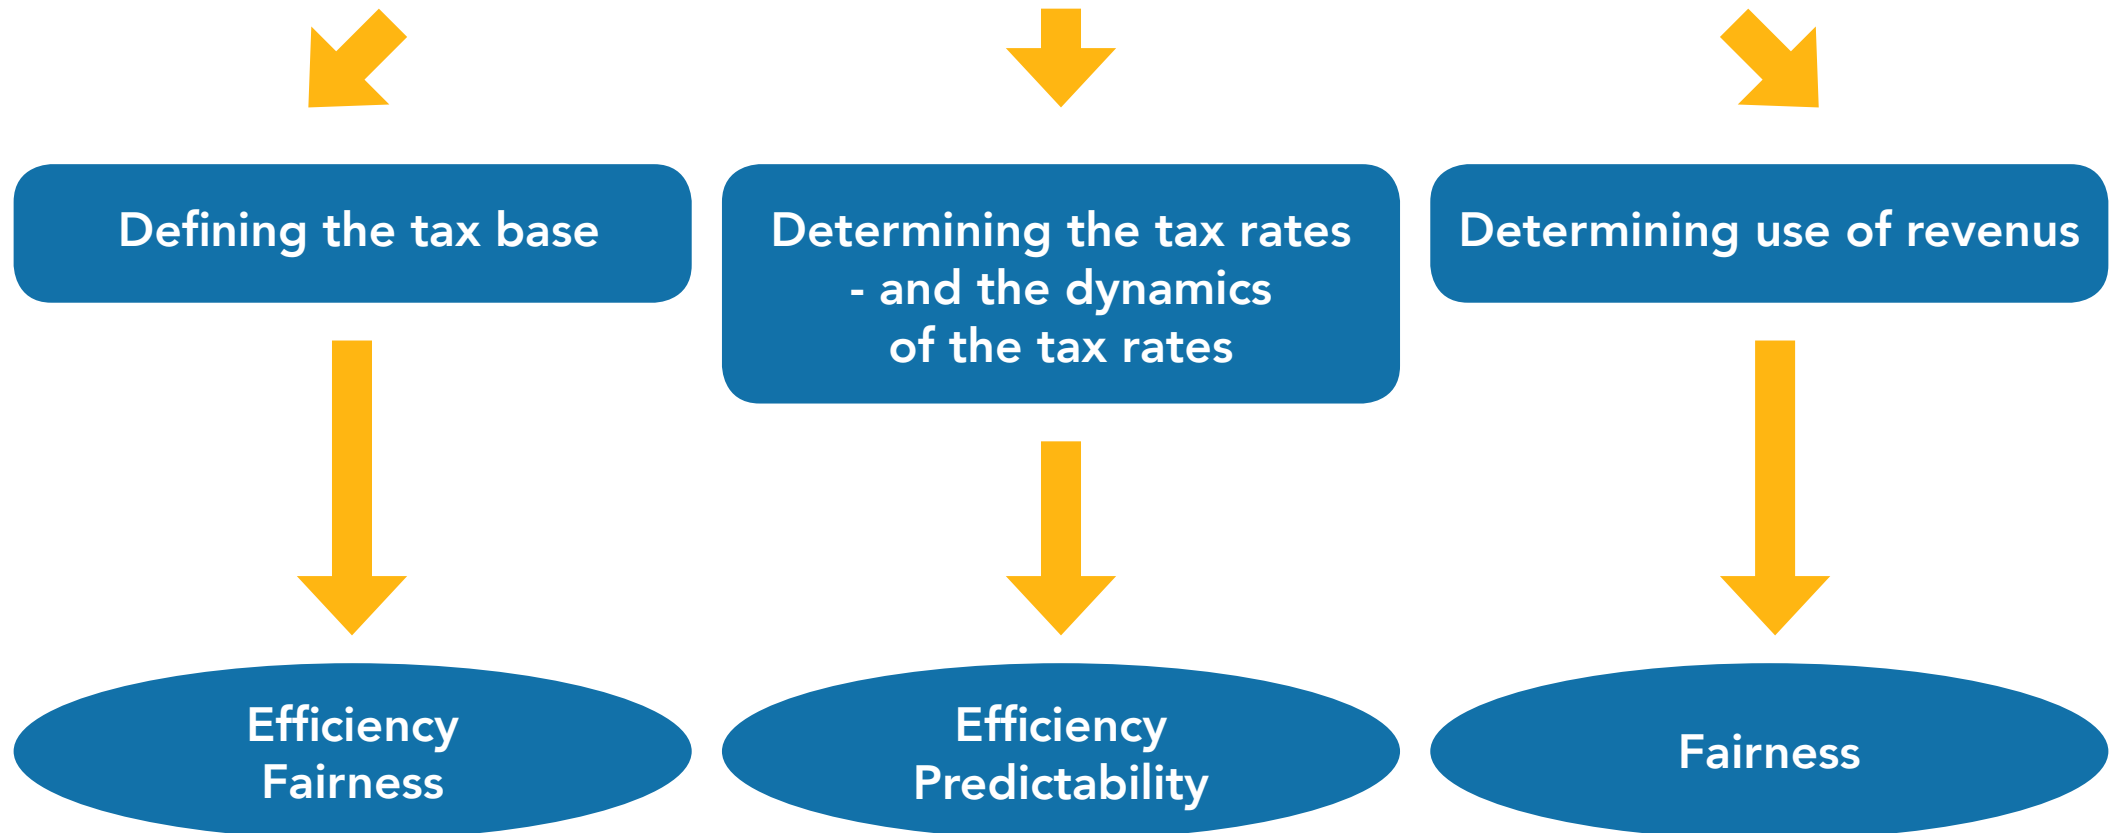 Defining the tax base
Determining the tax rates
- and the dynamics
of the tax rates
Determining use of revenus
Efficiency
Fairness
Efficiency
Predictability
Fairness